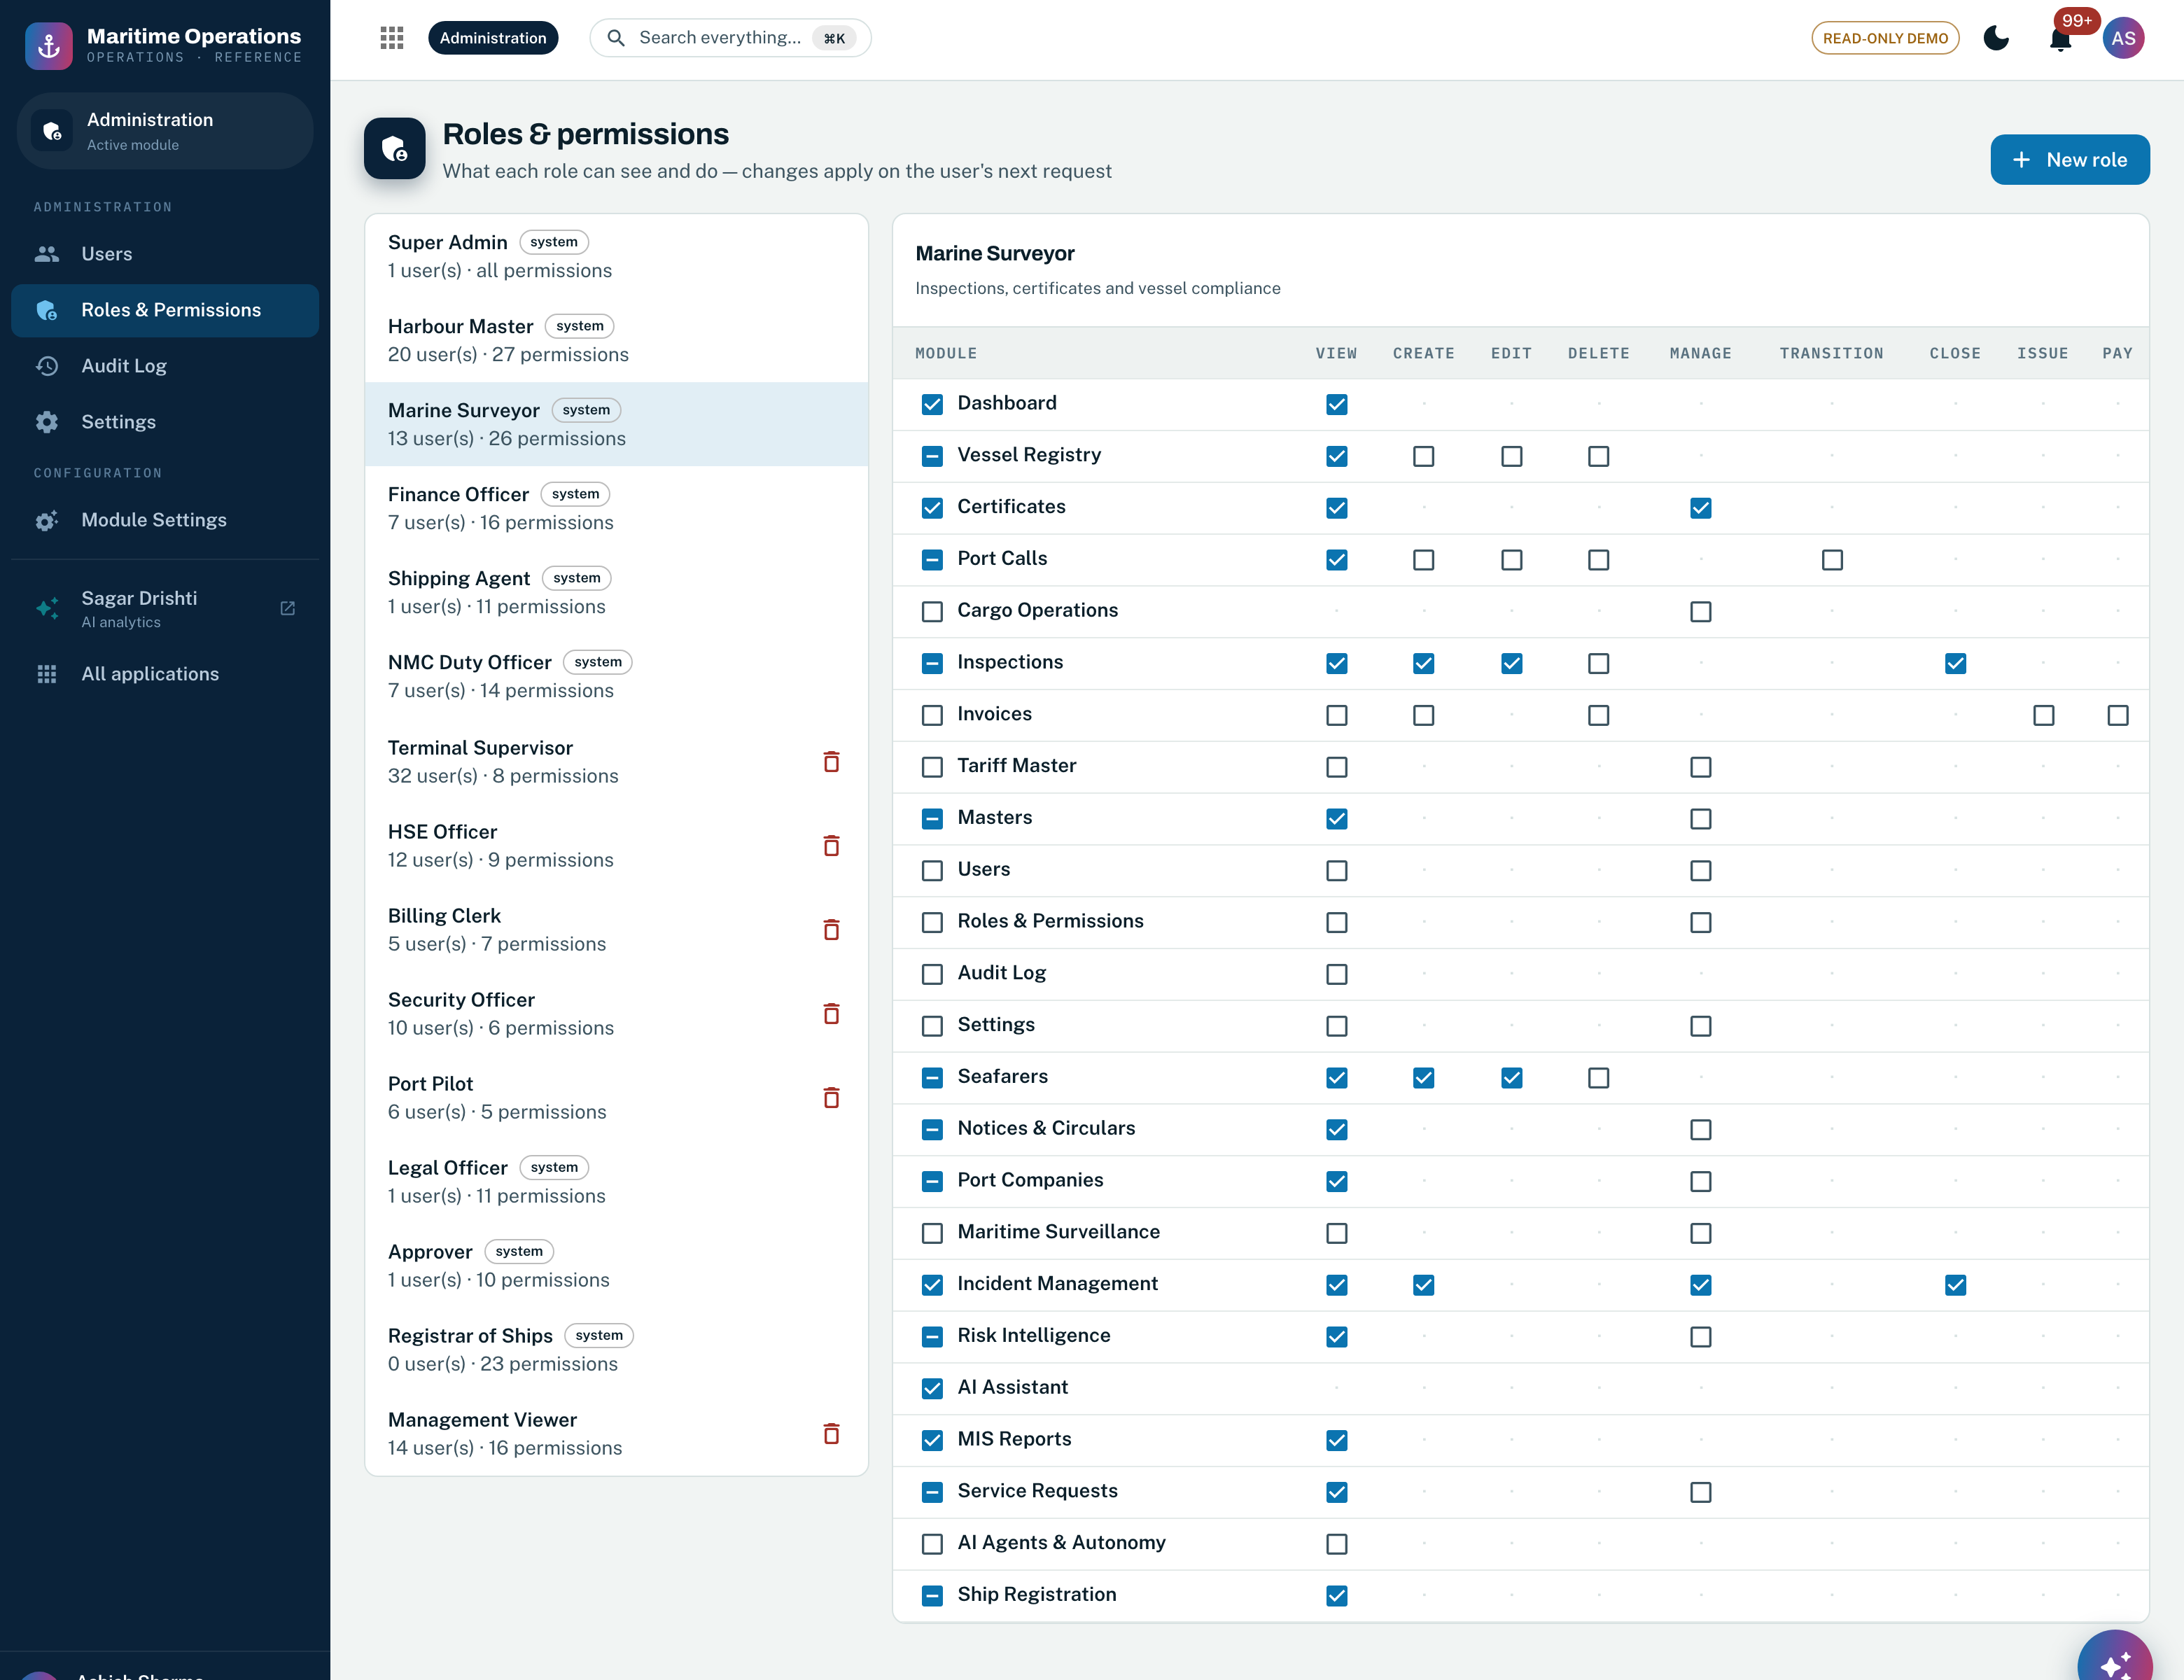 Maritime Operations
OPERATIONS · REFERENCE
Administration
Active module
ADMINISTRATION
Users
Roles & Permissions
Audit Log
Settings
CONFIGURATION
Module Settings
Sagar Drishti
AI analytics
All applications
Administration
Search everything...
⌘K
READ-ONLY DEMO
99+
AS
Roles & permissions
What each role can see and do — changes apply on the user's next request
New role
Super Admin system
1 user(s) · all permissions
Harbour Master system
20 user(s) · 27 permissions
Marine Surveyor system
13 user(s) · 26 permissions
Finance Officer system
7 user(s) · 16 permissions
Shipping Agent system
1 user(s) · 11 permissions
NMC Duty Officer system
7 user(s) · 14 permissions
Terminal Supervisor
32 user(s) · 8 permissions
HSE Officer
12 user(s) · 9 permissions
Billing Clerk
5 user(s) · 7 permissions
Security Officer
10 user(s) · 6 permissions
Port Pilot
6 user(s) · 5 permissions
Legal Officer system
1 user(s) · 11 permissions
Approver system
1 user(s) · 10 permissions
Registrar of Ships system
0 user(s) · 23 permissions
Management Viewer
14 user(s) · 16 permissions
Marine Surveyor
Inspections, certificates and vessel compliance
MODULE VIEW CREATE EDIT DELETE MANAGE TRANSITION CLOSE ISSUE PAY
Dashboard
Vessel Registry
Certificates
Port Calls
Cargo Operations
Inspections
Invoices
Tariff Master
Masters
Users
Roles & Permissions
Audit Log
Settings
Seafarers
Notices & Circulars
Port Companies
Maritime Surveillance
Incident Management
Risk Intelligence
AI Assistant
MIS Reports
Service Requests
AI Agents & Autonomy
Ship Registration